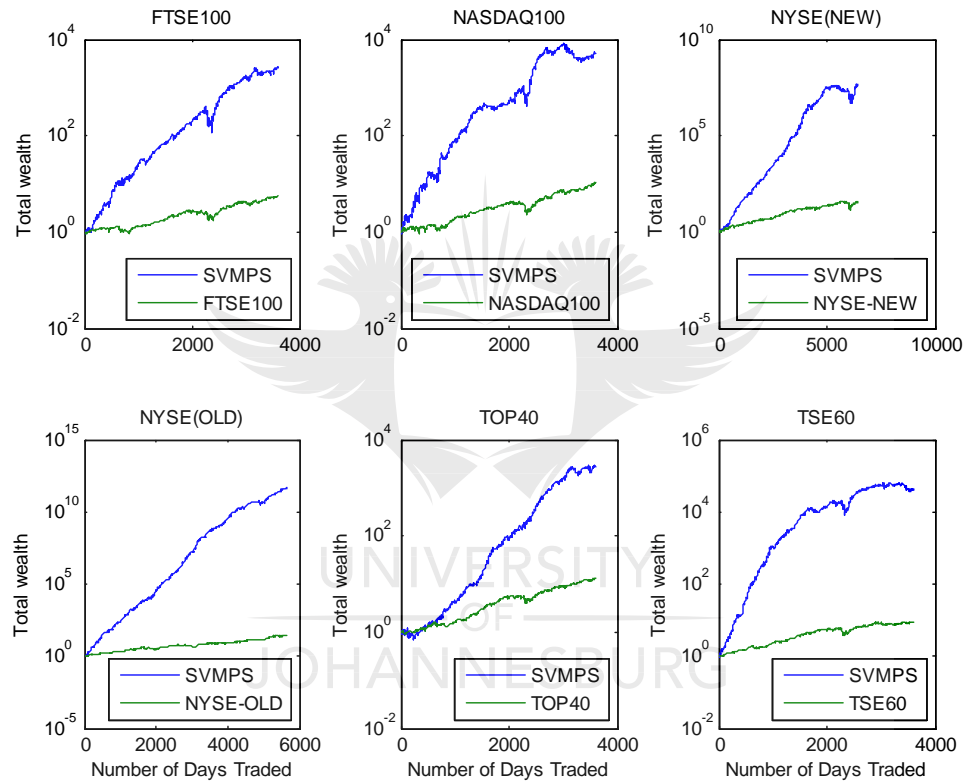 FTSE100
10^4
10^2
10^0
10^-2
Total wealth
0
2000
4000
SVMPS
FTSE100
NASDAQ100
10^4
10^2
10^0
10^-2
Total wealth
0
2000
4000
SVMPS
NASDAQ100
NYSE(NEW)
10^10
10^5
10^0
10^-5
Total wealth
0
5000
10000
SVMPS
NYSE-NEW
NYSE(OLD)
10^15
10^10
10^5
10^0
10^-5
Total wealth
0
2000
4000
6000
Number of Days Traded
SVMPS
NYSE-OLD
TOP40
10^4
10^2
10^0
10^-2
Total wealth
0
2000
4000
Number of Days Traded
SVMPS
TOP40
TSE60
10^6
10^4
10^2
10^0
10^-2
Total wealth
0
2000
4000
Number of Days Traded
SVMPS
TSE60
UNIVERSITY
OF
JOHANNESBURG